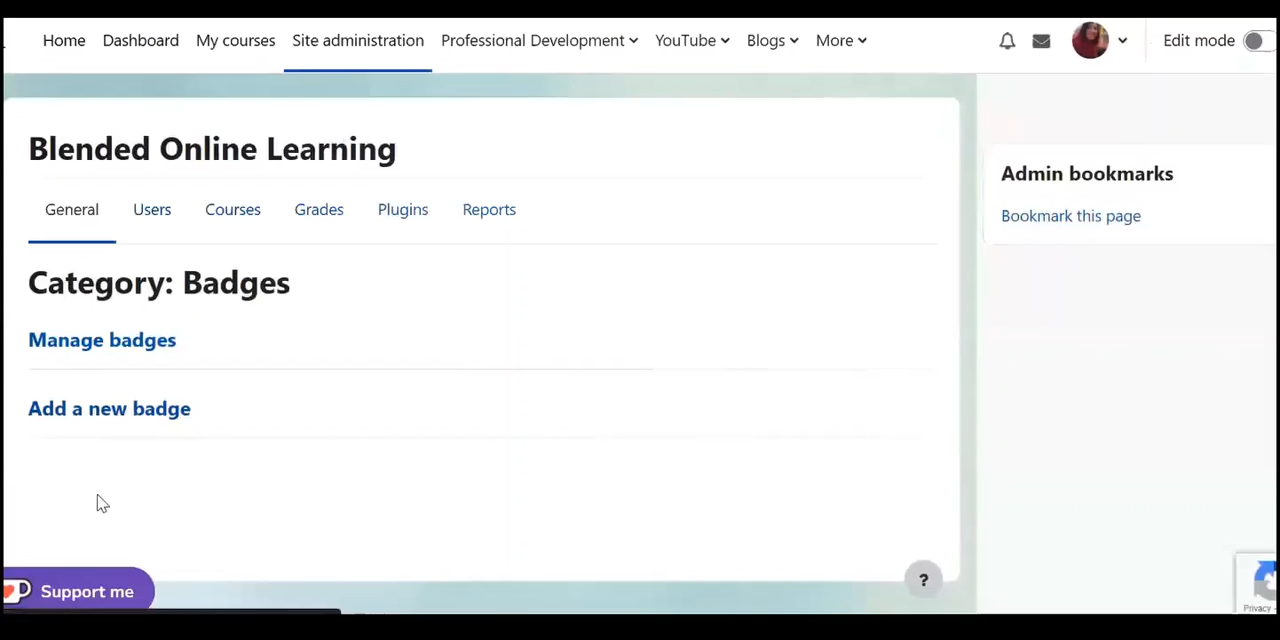 Home Dashboard My courses Site administration Professional Development YouTube Blogs More Edit mode
Blended Online Learning
Admin bookmarks
Bookmark this page
General Users Courses Grades Plugins Reports
Category: Badges
Manage badges
Add a new badge
?
Support me
Privacy